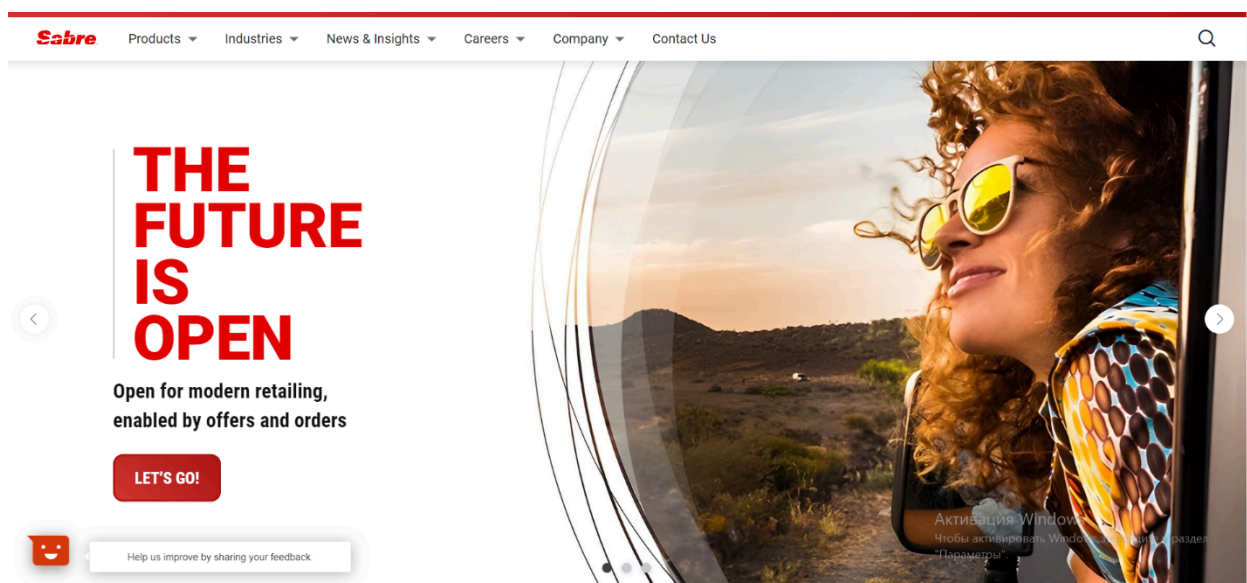 Sabre
Products
Industries
News & Insights
Careers
Company
Contact Us
THE
FUTURE
IS
OPEN
Open for modern retailing,
enabled by offers and orders
LET'S GO!
Help us improve by sharing your feedback.
Активация Windows
Чтобы активировать Windows, раздел
"Параметры".